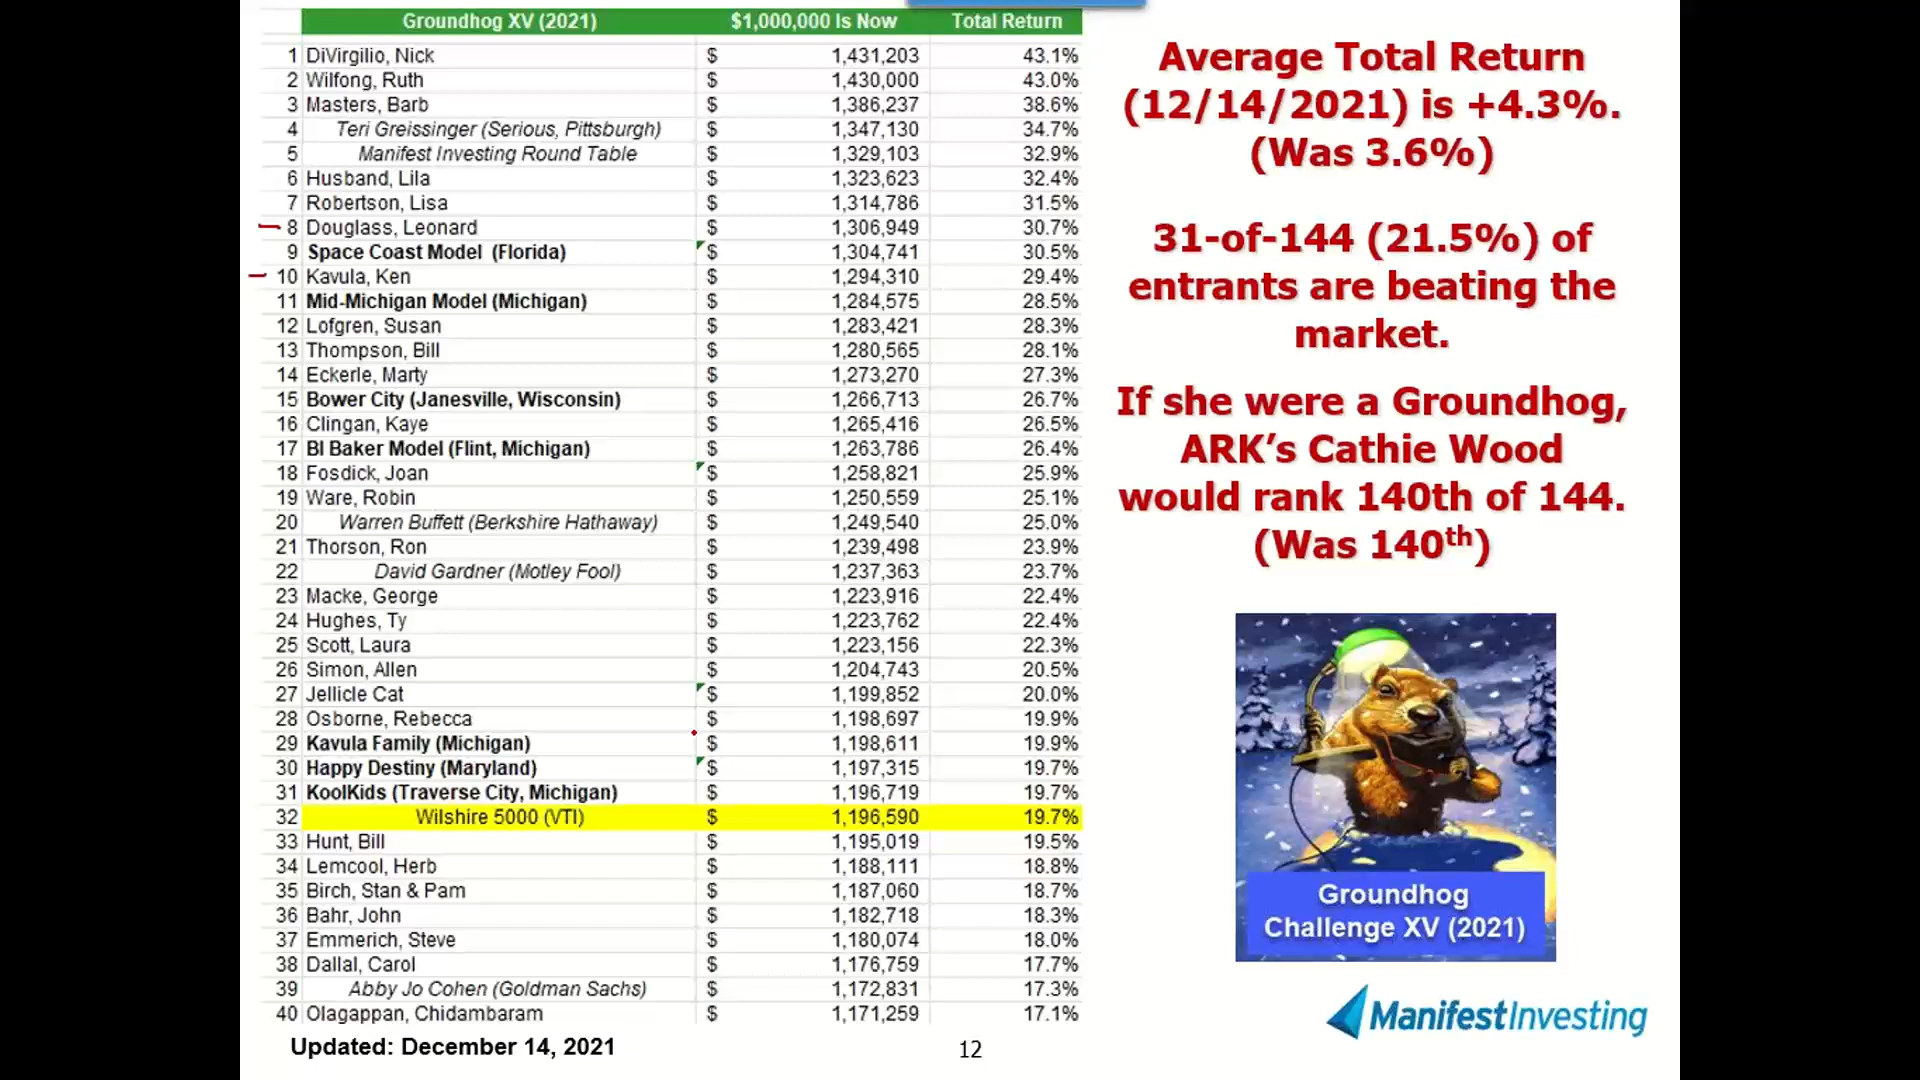 Groundhog XV (2021) $1,000,000 Is Now Total Return
1 DiVirgilio, Nick $ 1,431,203 43.1%
2 Wilfong, Ruth $ 1,430,000 43.0%
3 Masters, Barb $ 1,386,237 38.6%
4 Teri Greissinger (Serious, Pittsburgh) $ 1,347,130 34.7%
5 Manifest Investing Round Table $ 1,329,103 32.9%
6 Husband, Lila $ 1,323,623 32.4%
7 Robertson, Lisa $ 1,314,786 31.5%
8 Douglass, Leonard $ 1,306,949 30.7%
9 Space Coast Model (Florida) $ 1,304,741 30.5%
10 Kavula, Ken $ 1,294,310 29.4%
11 Mid-Michigan Model (Michigan) $ 1,284,575 28.5%
12 Lofgren, Susan $ 1,283,421 28.3%
13 Thompson, Bill $ 1,280,565 28.1%
14 Eckerle, Marty $ 1,273,270 27.3%
15 Bower City (Janesville, Wisconsin) $ 1,266,713 26.7%
16 Clingan, Kaye $ 1,265,416 26.5%
17 BI Baker Model (Flint, Michigan) $ 1,263,786 26.4%
18 Fosdick, Joan $ 1,258,821 25.9%
19 Ware, Robin $ 1,250,559 25.1%
20 Warren Buffett (Berkshire Hathaway) $ 1,249,540 25.0%
21 Thorson, Ron $ 1,239,498 23.9%
22 David Gardner (Motley Fool) $ 1,237,363 23.7%
23 Macke, George $ 1,223,916 22.4%
24 Hughes, Ty $ 1,223,762 22.4%
25 Scott, Laura $ 1,223,156 22.3%
26 Simon, Allen $ 1,204,743 20.5%
27 Jellicle Cat $ 1,199,852 20.0%
28 Osborne, Rebecca $ 1,198,697 19.9%
29 Kavula Family (Michigan) $ 1,198,611 19.9%
30 Happy Destiny (Maryland) $ 1,197,315 19.7%
31 KoolKids (Traverse City, Michigan) $ 1,196,719 19.7%
32 Wilshire 5000 (VTI) $ 1,196,590 19.7%
33 Hunt, Bill $ 1,195,019 19.5%
34 Lemcool, Herb $ 1,188,111 18.8%
35 Birch, Stan & Pam $ 1,187,060 18.7%
36 Bahr, John $ 1,182,718 18.3%
37 Emmerich, Steve $ 1,180,074 18.0%
38 Dallal, Carol $ 1,176,759 17.7%
39 Abby Jo Cohen (Goldman Sachs) $ 1,172,831 17.3%
40 Olagappan, Chidambaram $ 1,171,259 17.1%
Updated: December 14, 2021
12
Average Total Return
(12/14/2021) is +4.3%.
(Was 3.6%)
31-of-144 (21.5%) of
entrants are beating the
market.
If she were a Groundhog,
ARK’s Cathie Wood
would rank 140th of 144.
(Was 140th)
Groundhog
Challenge XV (2021)
ManifestInvesting